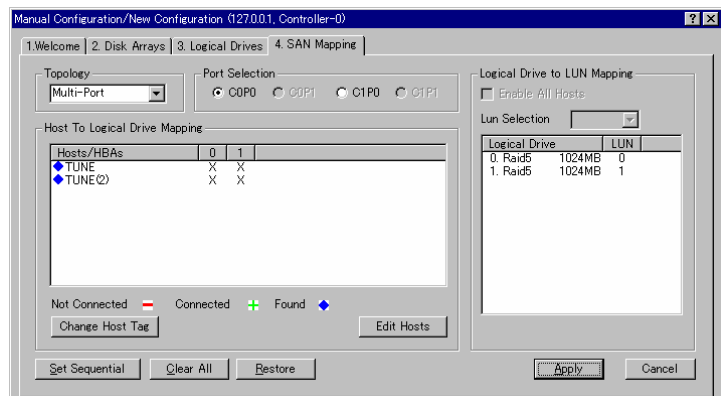 Manual Configuration/New Configuration (127.0.0.1, Controller-0)
1.Welcome 2. Disk Arrays 3. Logical Drives 4. SAN Mapping
Topology
Multi-Port
Port Selection
C0P0 C0P1 C1P0 C1P1
Host To Logical Drive Mapping
Hosts/HBAs 0 1
TUNE X X
TUNE(2) X X
Not Connected Connected Found
Change Host Tag Edit Hosts
Logical Drive to LUN Mapping
Enable All Hosts
Lun Selection
Logical Drive LUN
0. Raid5 1024MB 0
1. Raid5 1024MB 1
Set Sequential Clear All Restore Apply Cancel